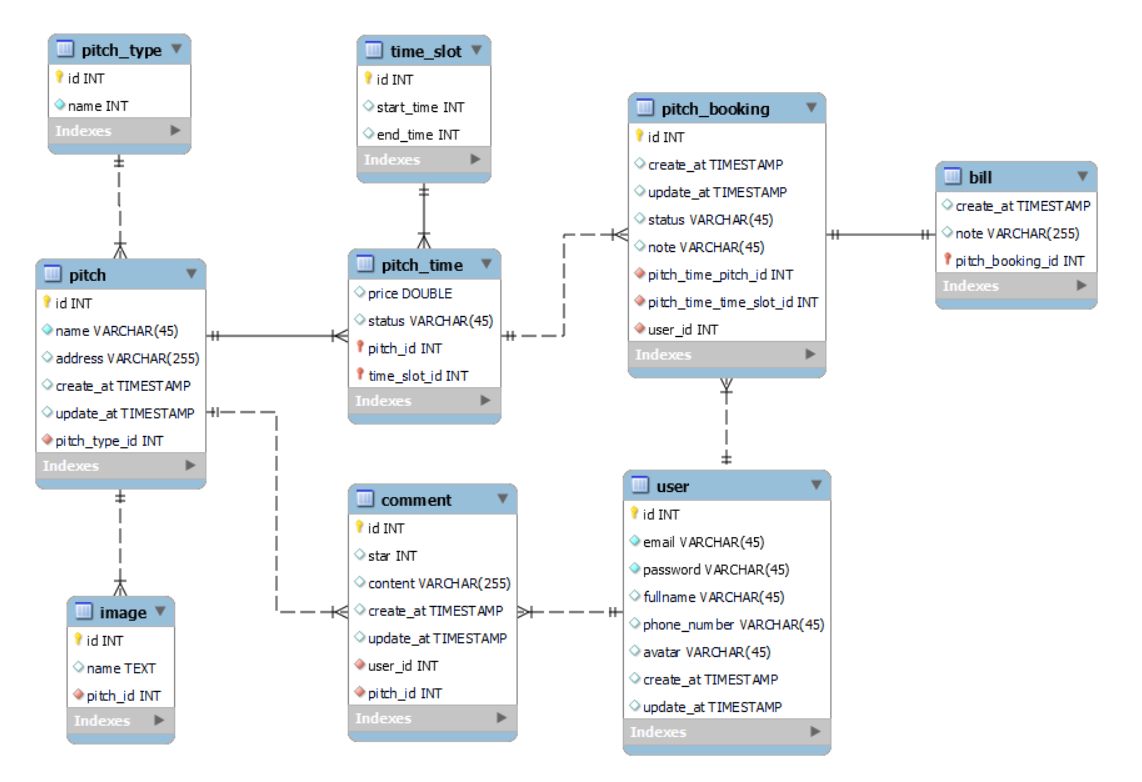 pitch_type
id INT
name INT
Indexes
time_slot
id INT
start_time INT
end_time INT
Indexes
pitch_booking
id INT
create_at TIMESTAMP
update_at TIMESTAMP
status VARCHAR(45)
note VARCHAR(45)
pitch_time_pitch_id INT
pitch_time_time_slot_id INT
user_id INT
Indexes
bill
create_at TIMESTAMP
note VARCHAR(255)
pitch_booking_id INT
Indexes
pitch
id INT
name VARCHAR(45)
address VARCHAR(255)
create_at TIMESTAMP
update_at TIMESTAMP
pitch_type_id INT
Indexes
pitch_time
price DOUBLE
status VARCHAR(45)
pitch_id INT
time_slot_id INT
Indexes
comment
id INT
star INT
content VARCHAR(255)
create_at TIMESTAMP
update_at TIMESTAMP
user_id INT
pitch_id INT
Indexes
user
id INT
email VARCHAR(45)
password VARCHAR(45)
fullname VARCHAR(45)
phone_number VARCHAR(45)
avatar VARCHAR(45)
create_at TIMESTAMP
update_at TIMESTAMP
Indexes
image
id INT
name TEXT
pitch_id INT
Indexes